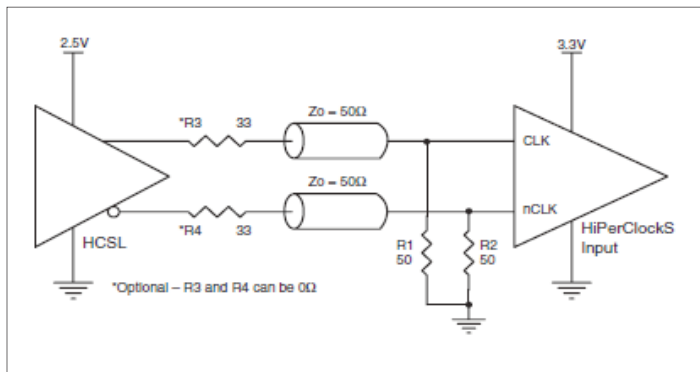 2.5V
3.3V
*R3 33
Zo = 50Ω
CLK
Zo = 50Ω
nCLK
*R4 33
HCSL
R1
50
R2
50
HiPerClockS
Input
*Optional – R3 and R4 can be 0Ω